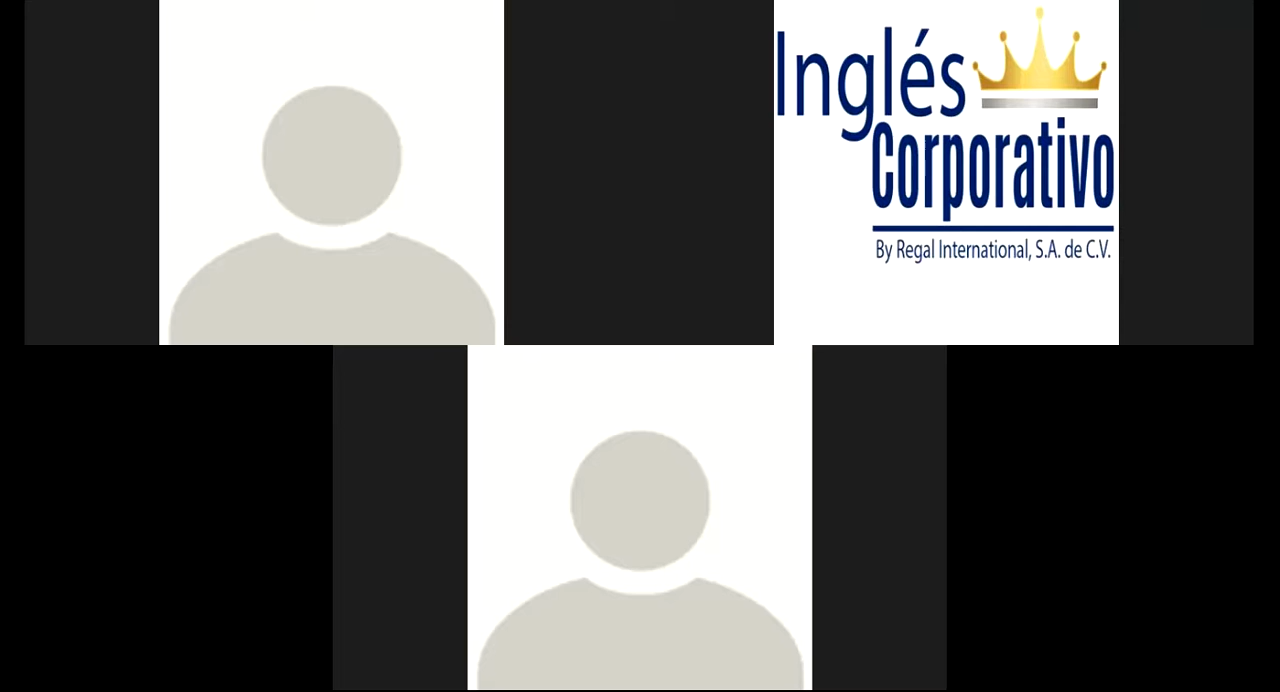 Inglés
Corporativo
By Regal International, S.A. de C.V.